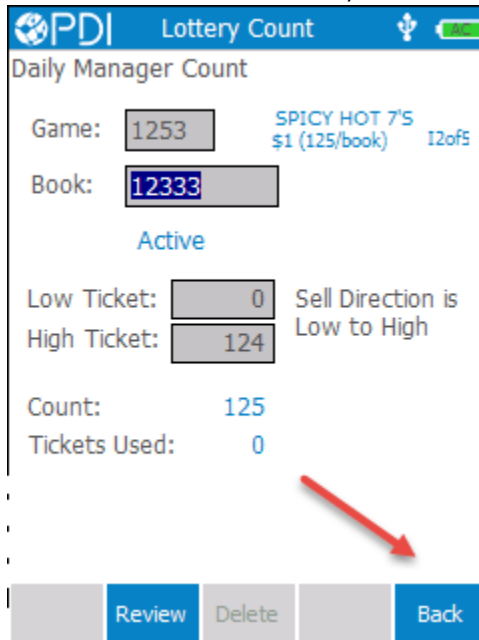 PDI Lottery Count AC
Daily Manager Count
Game: 1253 SPICY HOT 7'S
$1 (125/book) I2of5
Book: 12333
Active
Low Ticket: 0 Sell Direction is
High Ticket: 124 Low to High
Count: 125
Tickets Used: 0
Review Delete Back